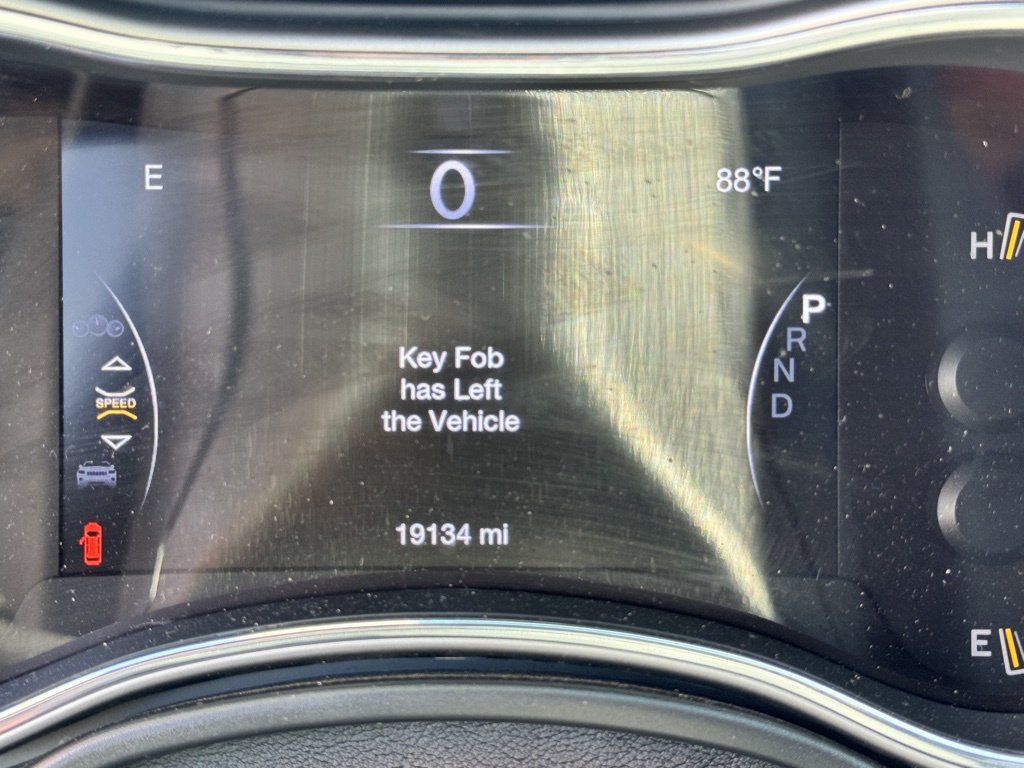 E
0
88°F
H
P
R
N
D
SPEED
Key Fob
has Left
the Vehicle
19134 mi
E